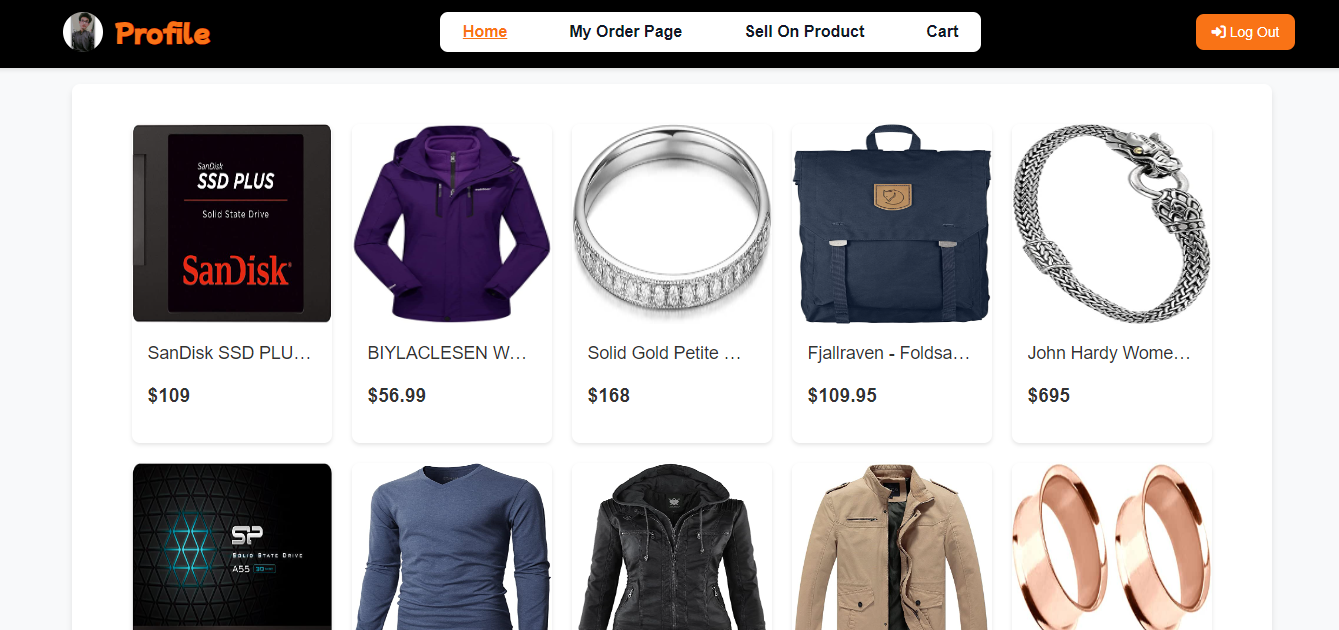 Profile
Home
My Order Page
Sell On Product
Cart
Log Out
SanDisk
SSD PLUS
Solid State Drive
SanDisk
SanDisk SSD PLU...
BIYLACLESEN W...
Solid Gold Petite ...
Fjallraven - Foldsa...
John Hardy Wome...
$109
$56.99
$168
$109.95
$695
SP
SOLID STATE DRIVE
A55